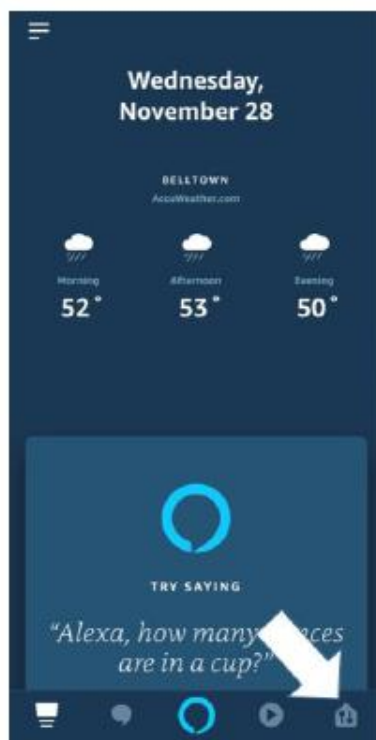 Wednesday,
November 28
BELLTOWN
AccuWeather.com
Morning Afternoon Evening
52° 53° 50°
TRY SAYING
"Alexa, how many
are in a cup?"